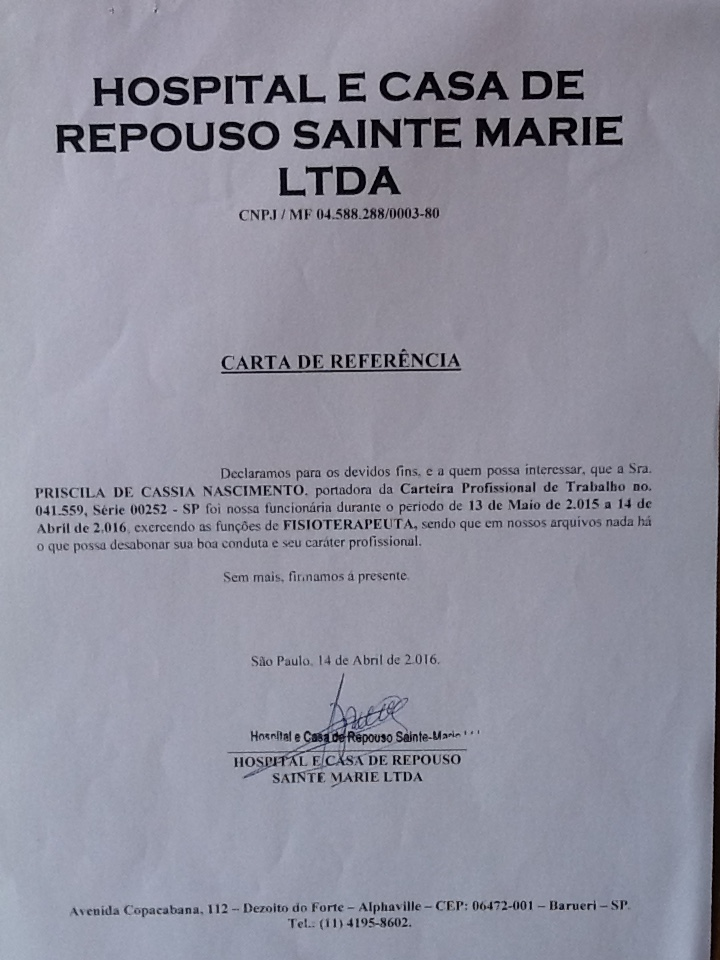 HOSPITAL E CASA DE
REPOUSO SAINTE MARIE
LTDA
CNPJ / MF 04.588.288/0003-80
CARTA DE REFERÊNCIA
Declaramos para os devidos fins, e a quem possa interessar, que a Sra.
PRISCILA DE CASSIA NASCIMENTO, portadora da Carteira Profissional de Trabalho no.
041.559, Série 00252 - SP foi nossa funcionária durante o periodo de 13 de Maio de 2.015 a 14 de
Abril de 2.016, exercendo as funções de FISIOTERAPEUTA, sendo que em nossos arquivos nada há
o que possa desabonar sua boa conduta e seu caráter profissional.
Sem mais, firmamos á presente.
São Paulo, 14 de Abril de 2.016.
Hospital e Casa de Repouso Sainte-Marie
HOSPITAL E CASA DE REPOUSO
SAINTE MARIE LTDA
Avenida Copacabana, 112 – Dezoito do Forte – Alphaville – CEP: 06472-001 – Barueri – SP.
Tel.: (11) 4195-8602.